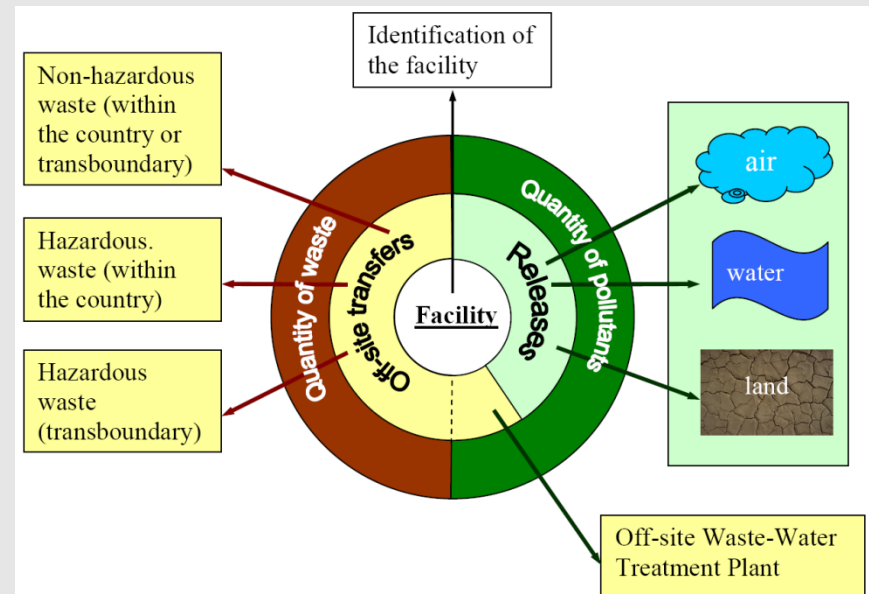 Identification of
the facility
Non-hazardous
waste (within
the country or
transboundary)
Hazardous.
waste (within
the country)
Hazardous
waste
(transboundary)
Quantity of waste
Off-site transfers
Facility
Releases
Quantity of pollutants
air
water
land
Off-site Waste-Water
Treatment Plant